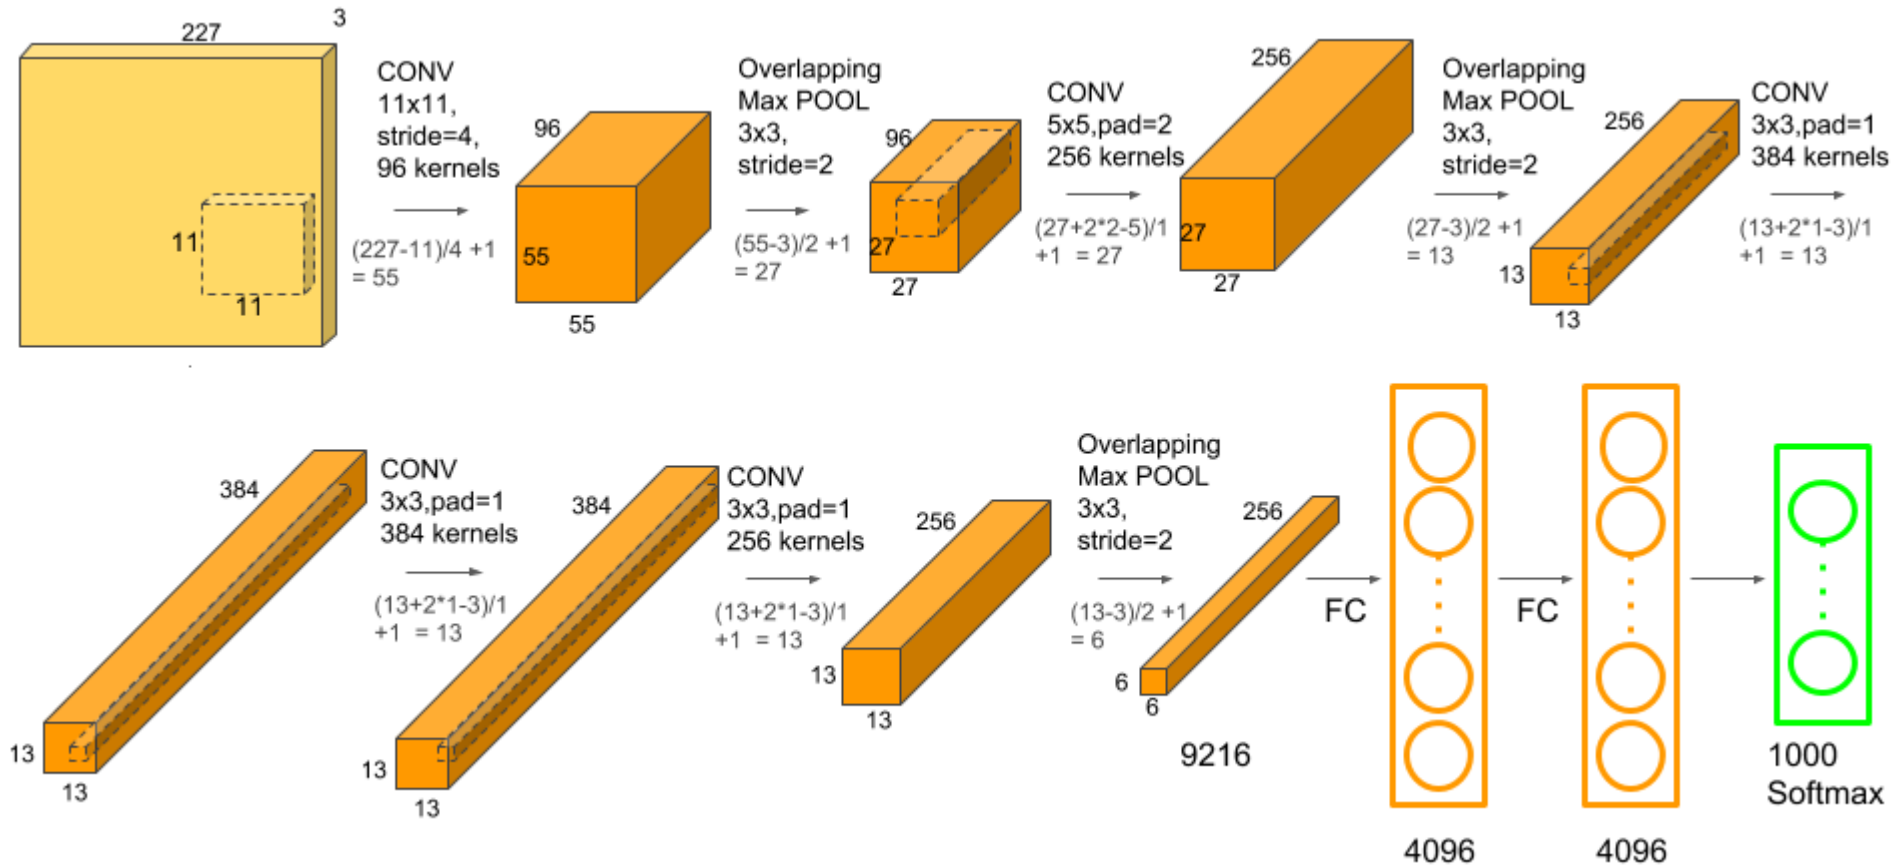 227
3
11
11
CONV
11x11,
stride=4,
96 kernels
(227-11)/4 +1
= 55
96
55
55
Overlapping
Max POOL
3x3,
stride=2
(55-3)/2 +1
= 27
96
27
27
CONV
5x5,pad=2
256 kernels
(27+2*2-5)/1
+1 = 27
256
27
27
Overlapping
Max POOL
3x3,
stride=2
(27-3)/2 +1
= 13
256
13
13
CONV
3x3,pad=1
384 kernels
(13+2*1-3)/1
+1 = 13
384
13
13
CONV
3x3,pad=1
384 kernels
(13+2*1-3)/1
+1 = 13
384
13
13
CONV
3x3,pad=1
256 kernels
(13+2*1-3)/1
+1 = 13
256
13
13
Overlapping
Max POOL
3x3,
stride=2
(13-3)/2 +1
= 6
256
6
6
9216
FC
4096
FC
4096
1000
Softmax